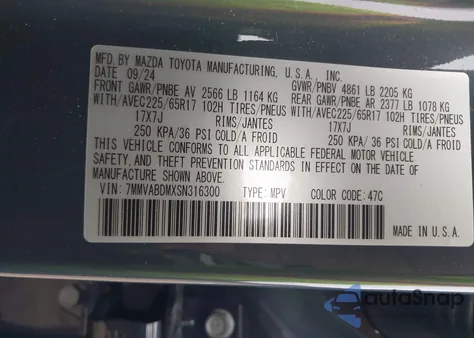 MFD. BY MAZDA TOYOTA MANUFACTURING, U.S.A., INC.
DATE 09/24 GVWR/PNBV 4861 LB 2205 KG
FRONT GAWR/PNBE AV 2566 LB 1164 KG REAR GAWR/PNBE AR 2377 LB 1078 KG
WITH/AVEC225/65R17 102H TIRES/PNEUS WITH/AVEC225/65R17 102H TIRES/PNEUS
17X7J RIMS/JANTES 17X7J RIMS/JANTES
250 KPA/36 PSI COLD/A FROID 250 KPA/36 PSI COLD/A FROID
THIS VEHICLE CONFORMS TO ALL APPLICABLE FEDERAL MOTOR VEHICLE
SAFETY, AND THEFT PREVENTION STANDARDS IN EFFECT ON THE DATE OF
MANUFACTURE SHOWN ABOVE.
VIN: 7MMVABDMXSN316300 TYPE: MPV COLOR CODE: 47C
MADE IN U.S.A.
autoSnap